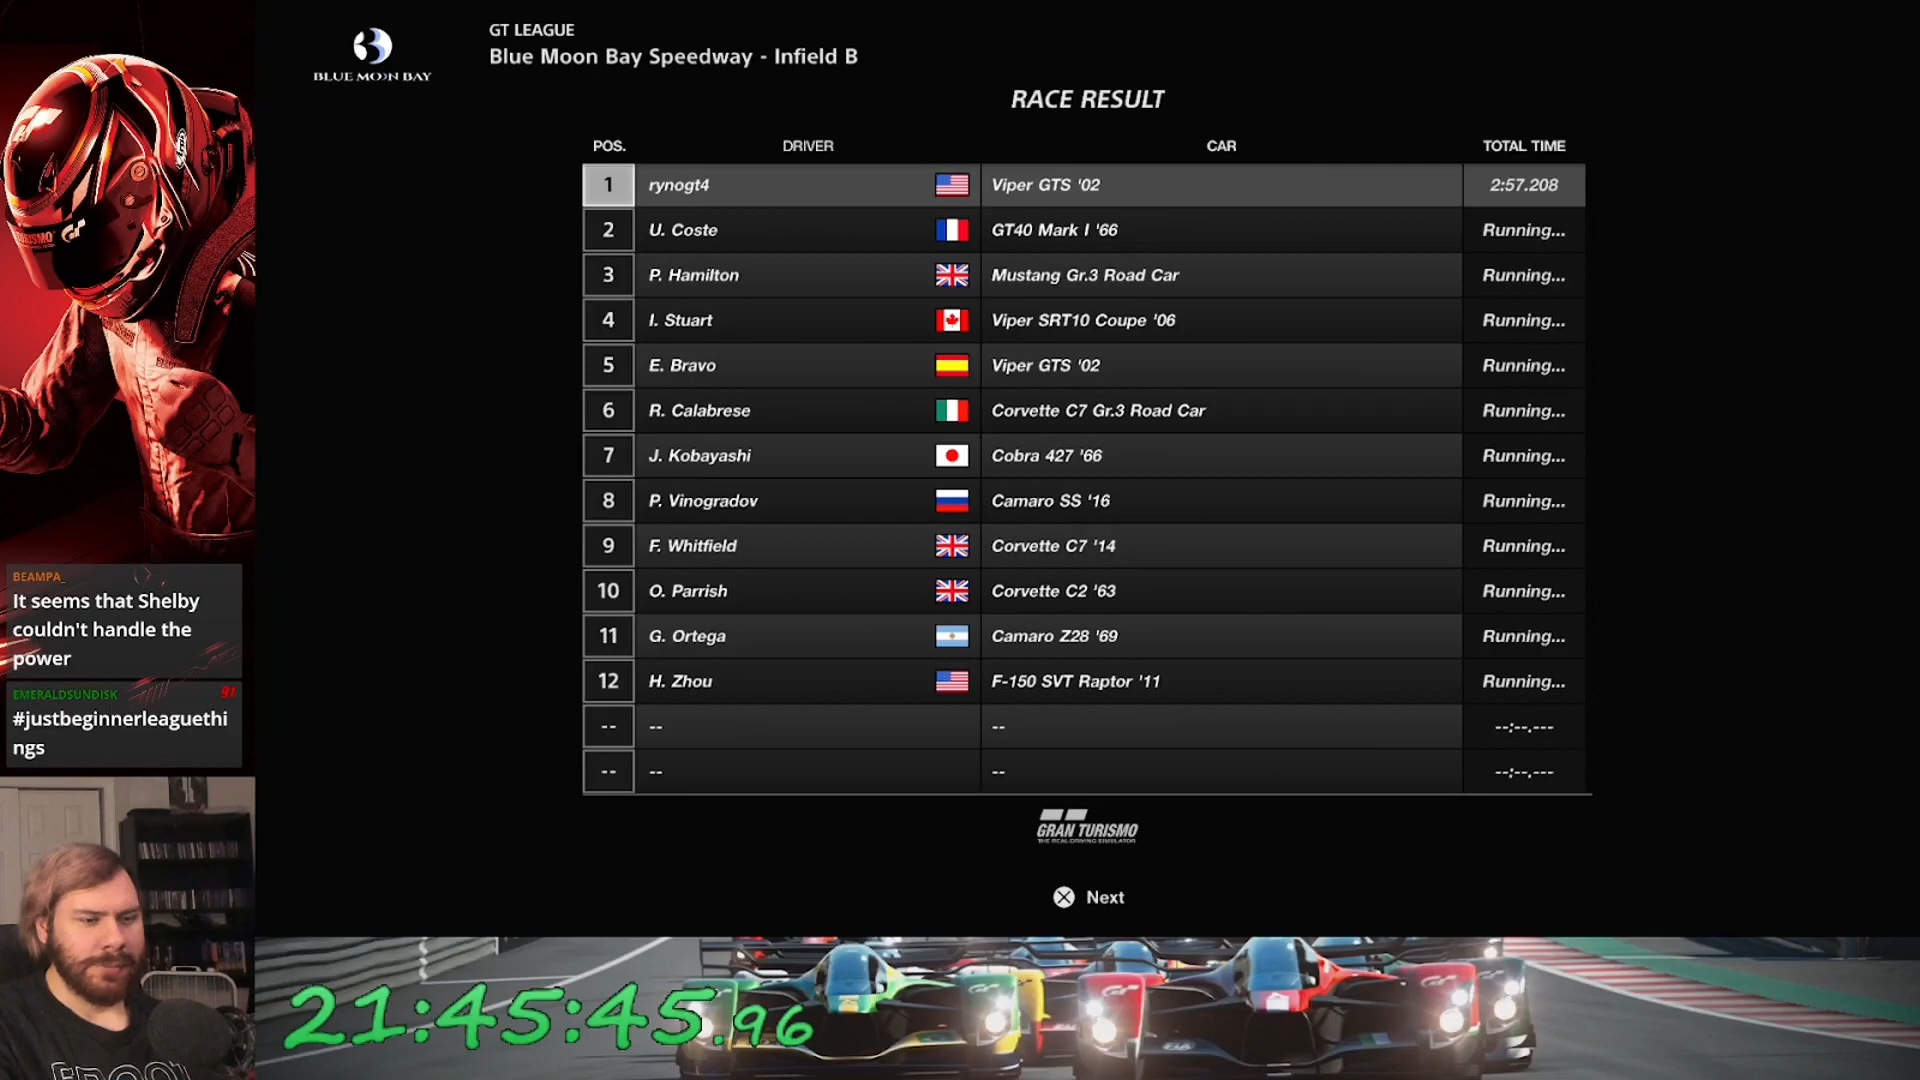 BLUE MOON BAY
GT LEAGUE
Blue Moon Bay Speedway - Infield B
RACE RESULT
POS. DRIVER CAR TOTAL TIME
1 rynogt4 Viper GTS '02 2:57.208
2 U. Coste GT40 Mark I '66 Running...
3 P. Hamilton Mustang Gr.3 Road Car Running...
4 I. Stuart Viper SRT10 Coupe '06 Running...
5 E. Bravo Viper GTS '02 Running...
6 R. Calabrese Corvette C7 Gr.3 Road Car Running...
7 J. Kobayashi Cobra 427 '66 Running...
8 P. Vinogradov Camaro SS '16 Running...
9 F. Whitfield Corvette C7 '14 Running...
10 O. Parrish Corvette C2 '63 Running...
11 G. Ortega Camaro Z28 '69 Running...
12 H. Zhou F-150 SVT Raptor '11 Running...
-- -- -- --:--.---
-- -- -- --:--.---
GRAN TURISMO
THE REAL DRIVING SIMULATOR
Next
BEAMPA_
It seems that Shelby
couldn't handle the
power
EMERALDSUNDISK 91
#justbeginnerleaguethi
ngs
21:45:45.96